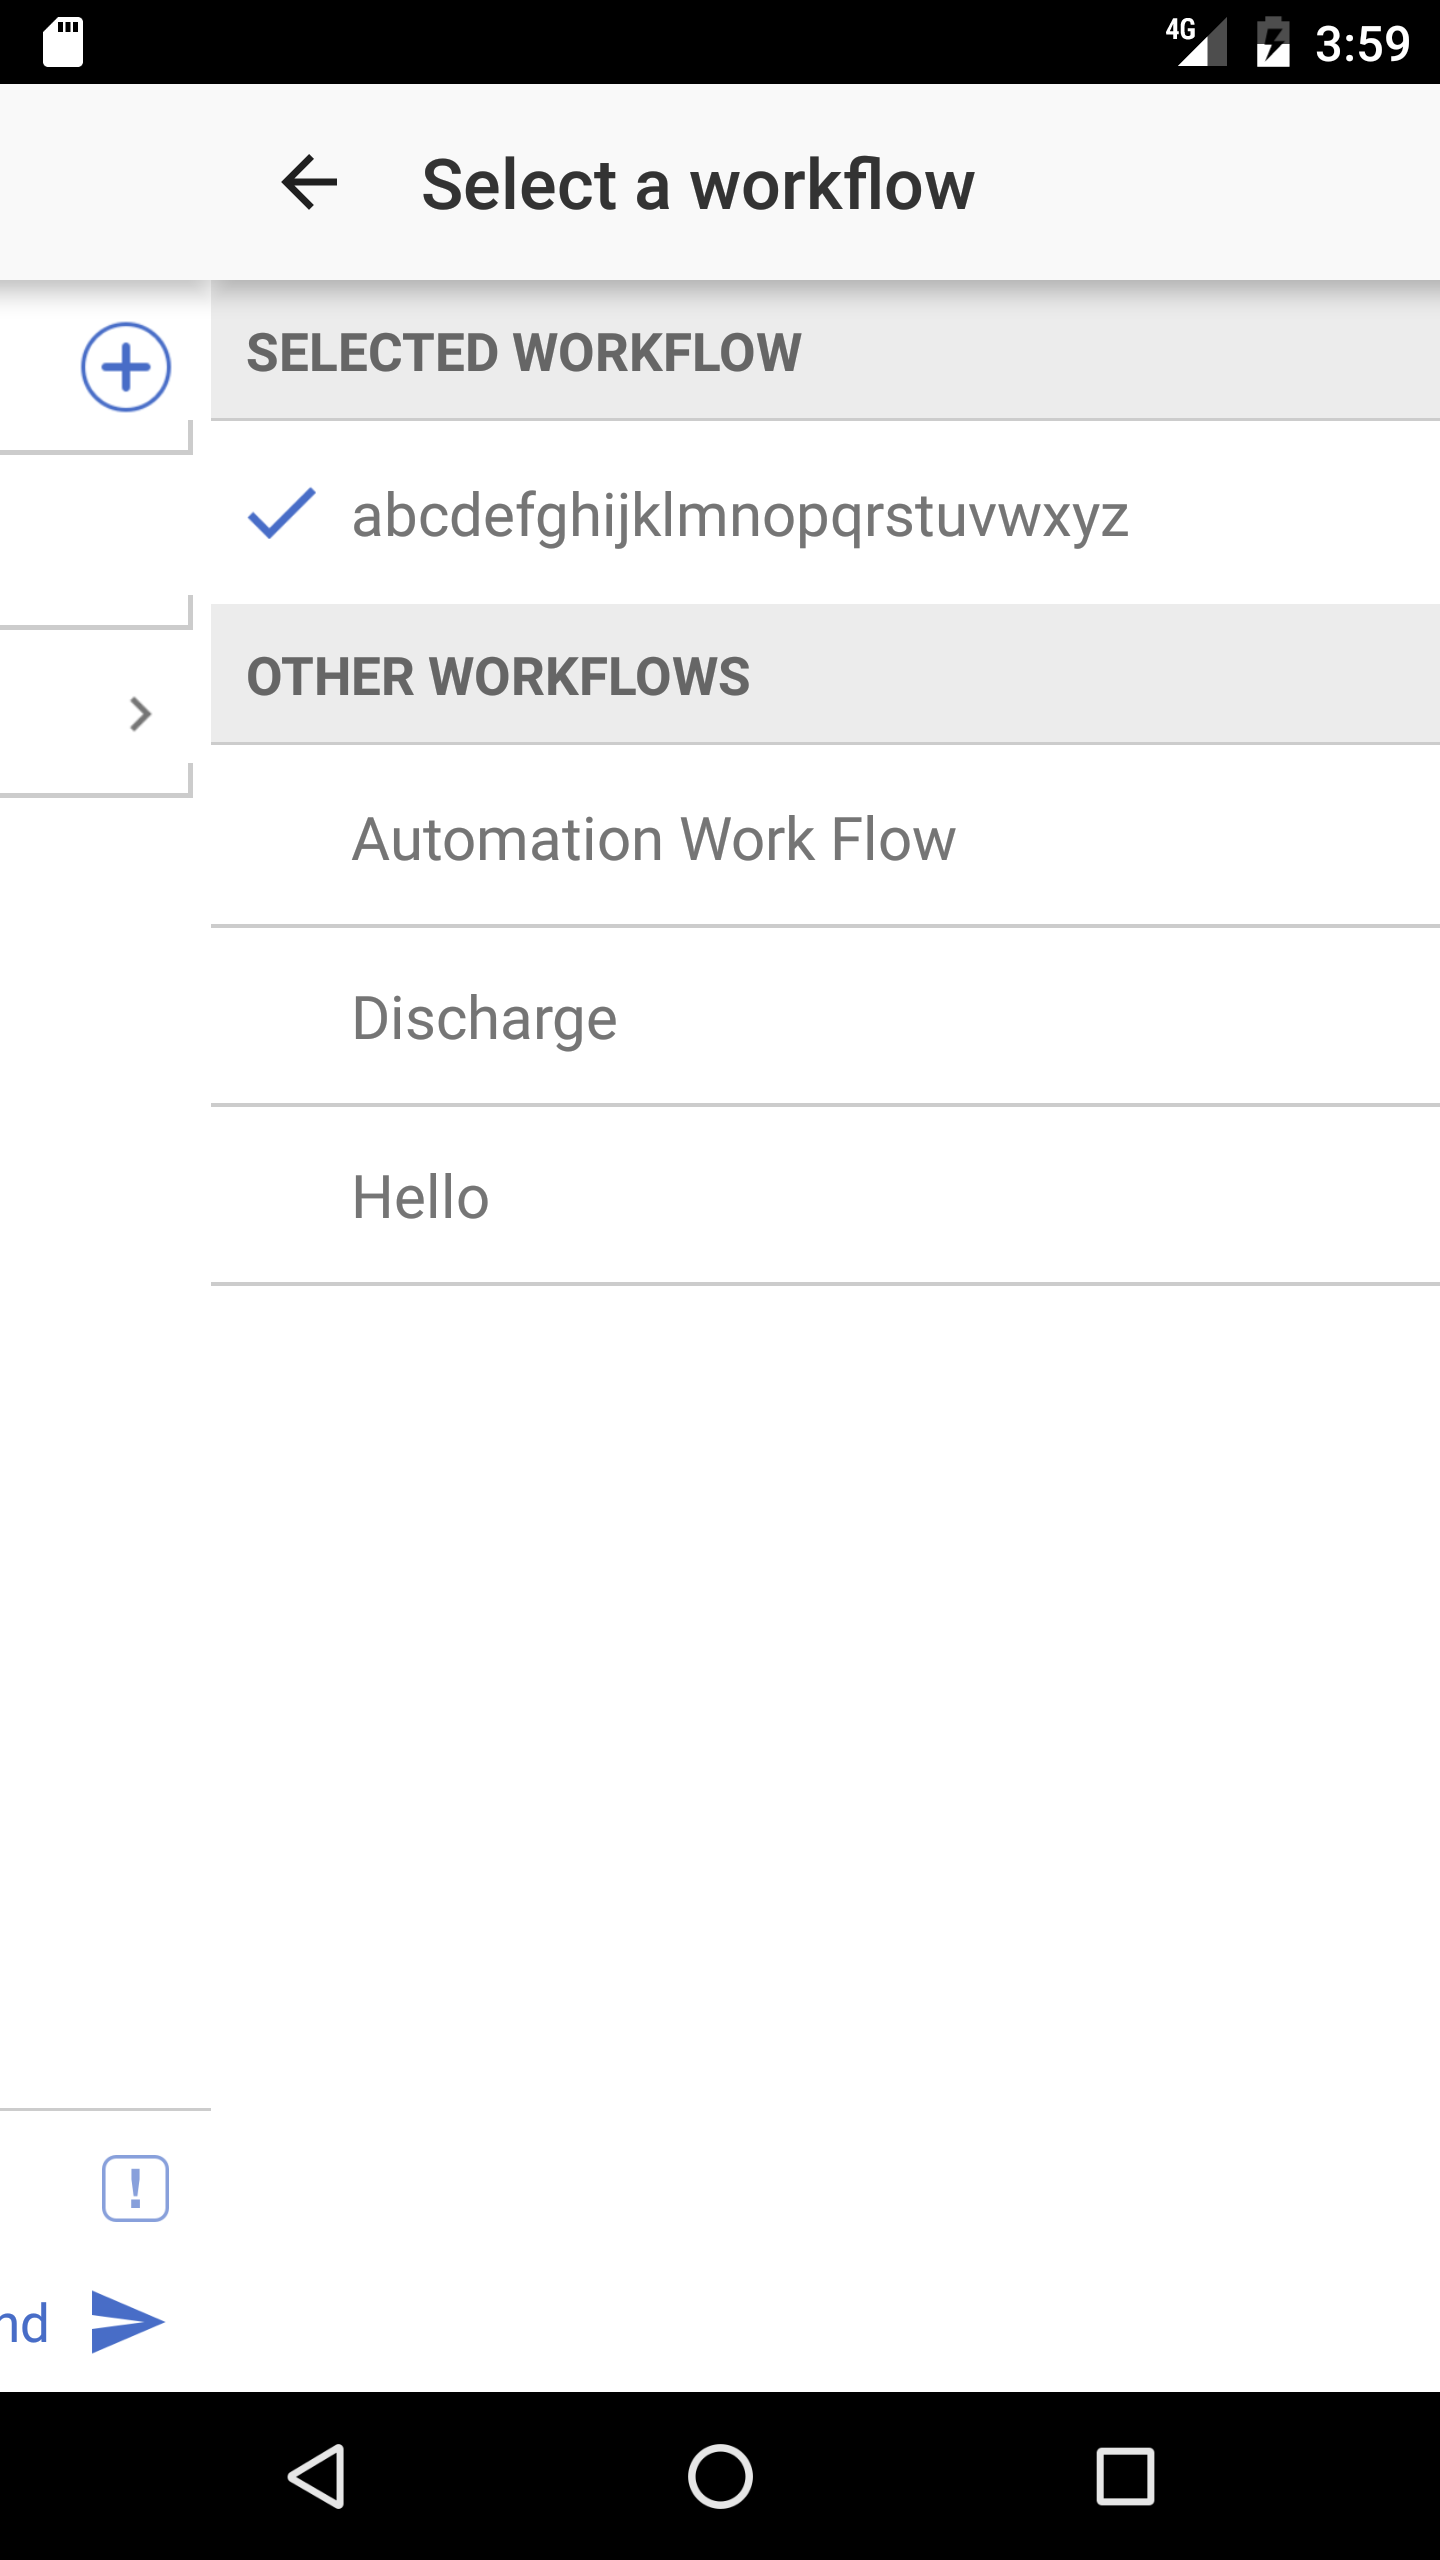 4G 3:59
Select a workflow
SELECTED WORKFLOW
abcdefghijklmnopqrstuvwxyz
OTHER WORKFLOWS
Automation Work Flow
Discharge
Hello
nd